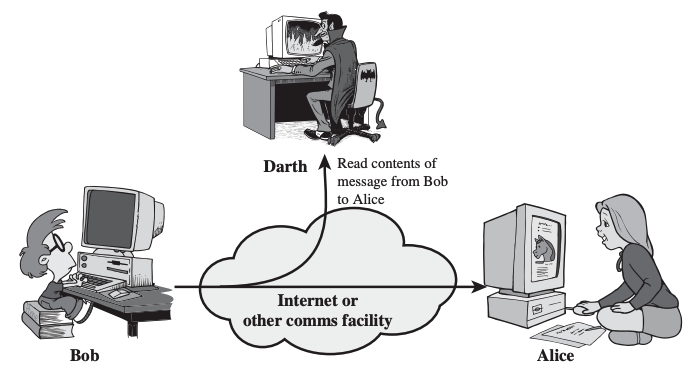 Darth
Read contents of
message from Bob
to Alice
Internet or
other comms facility
Bob
Alice